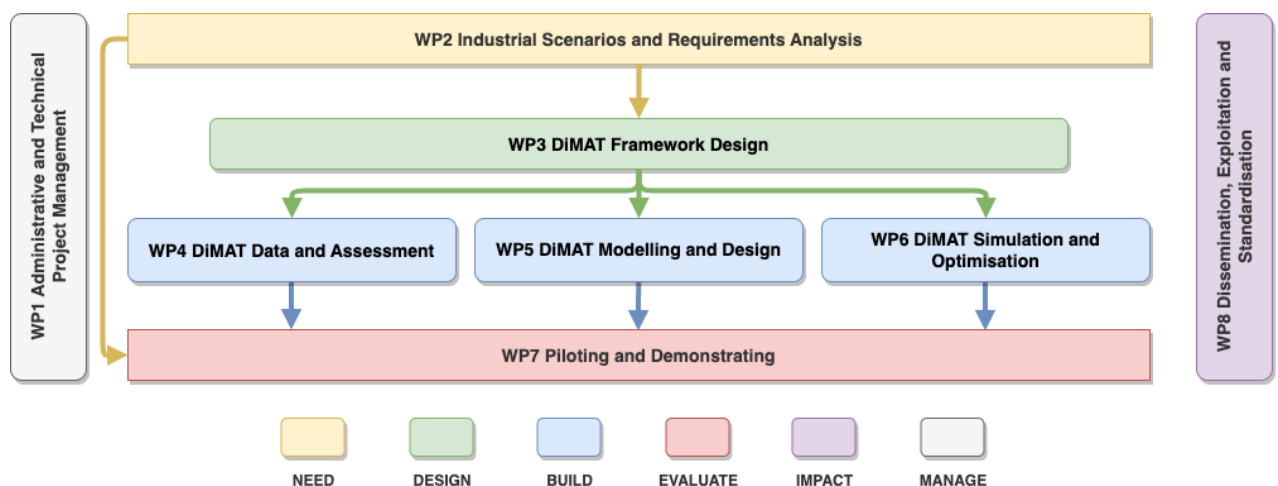 WP1 Administrative and Technical
Project Management
WP2 Industrial Scenarios and Requirements Analysis
WP3 DiMAT Framework Design
WP4 DiMAT Data and Assessment
WP5 DiMAT Modelling and Design
WP6 DiMAT Simulation and
Optimisation
WP7 Piloting and Demonstrating
WP8 Dissemination, Exploitation and
Standardisation
NEED
DESIGN
BUILD
EVALUATE
IMPACT
MANAGE